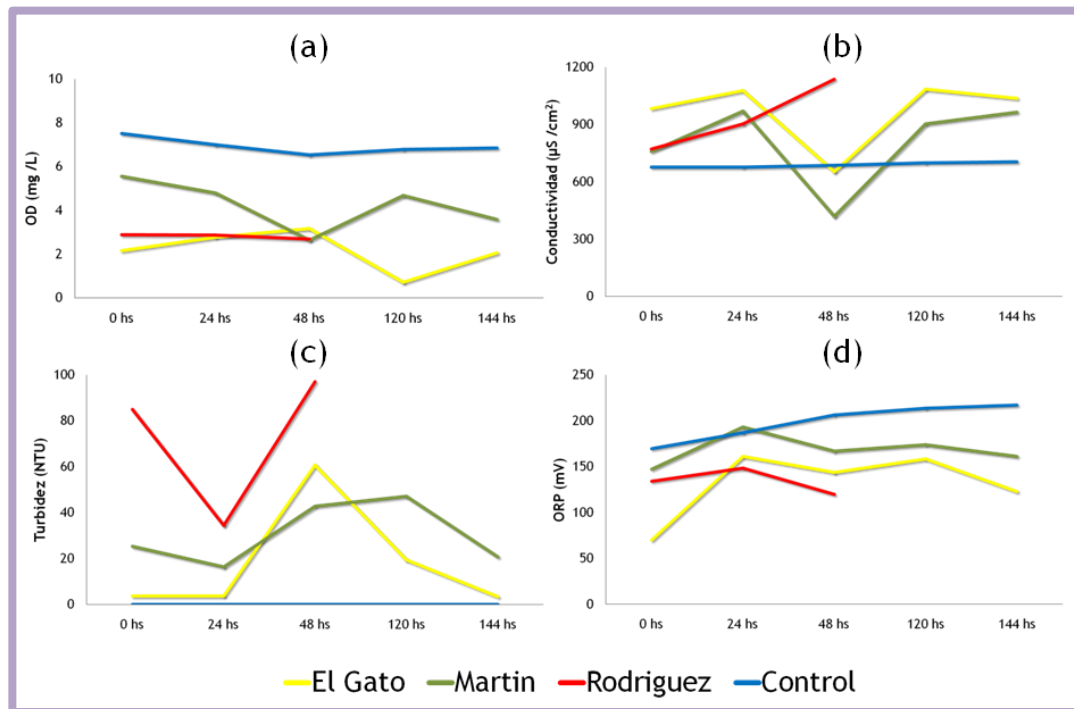 (a)
OD (mg /L)
10
8
6
4
2
0
0 hs 24 hs 48 hs 120 hs 144 hs
(b)
Conductividad (µS /cm²)
1200
900
600
300
0
0 hs 24 hs 48 hs 120 hs 144 hs
(c)
Turbidez (NTU)
100
80
60
40
20
0
0 hs 24 hs 48 hs 120 hs 144 hs
(d)
ORP (mV)
250
200
150
100
50
0
0 hs 24 hs 48 hs 120 hs 144 hs
El Gato Martin Rodriguez Control